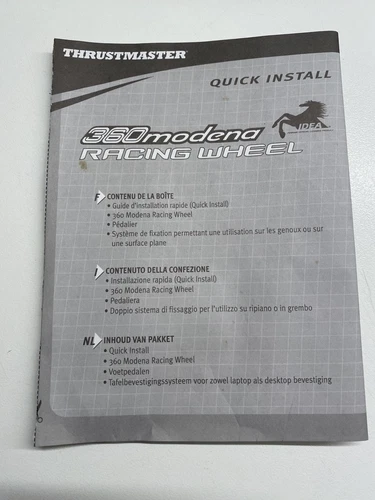 THRUSTMASTER
QUICK INSTALL
360modena
IDEA
RACING WHEEL
F CONTENU DE LA BOÎTE
• Guide d'installation rapide (Quick Install)
• 360 Modena Racing Wheel
• Pédalier
• Système de fixation permettant une utilisation sur les genoux ou sur
une surface plane
I CONTENUTO DELLA CONFEZIONE
• Installazione rapida (Quick Install)
• 360 Modena Racing Wheel
• Pedaliera
• Doppio sistema di fissaggio per l'utilizzo su ripiano o in grembo
NL INHOUD VAN PAKKET
• Quick Install
• 360 Modena Racing Wheel
• Voetpedalen
• Tafelbevestigingssysteem voor zowel laptop als desktop bevestiging